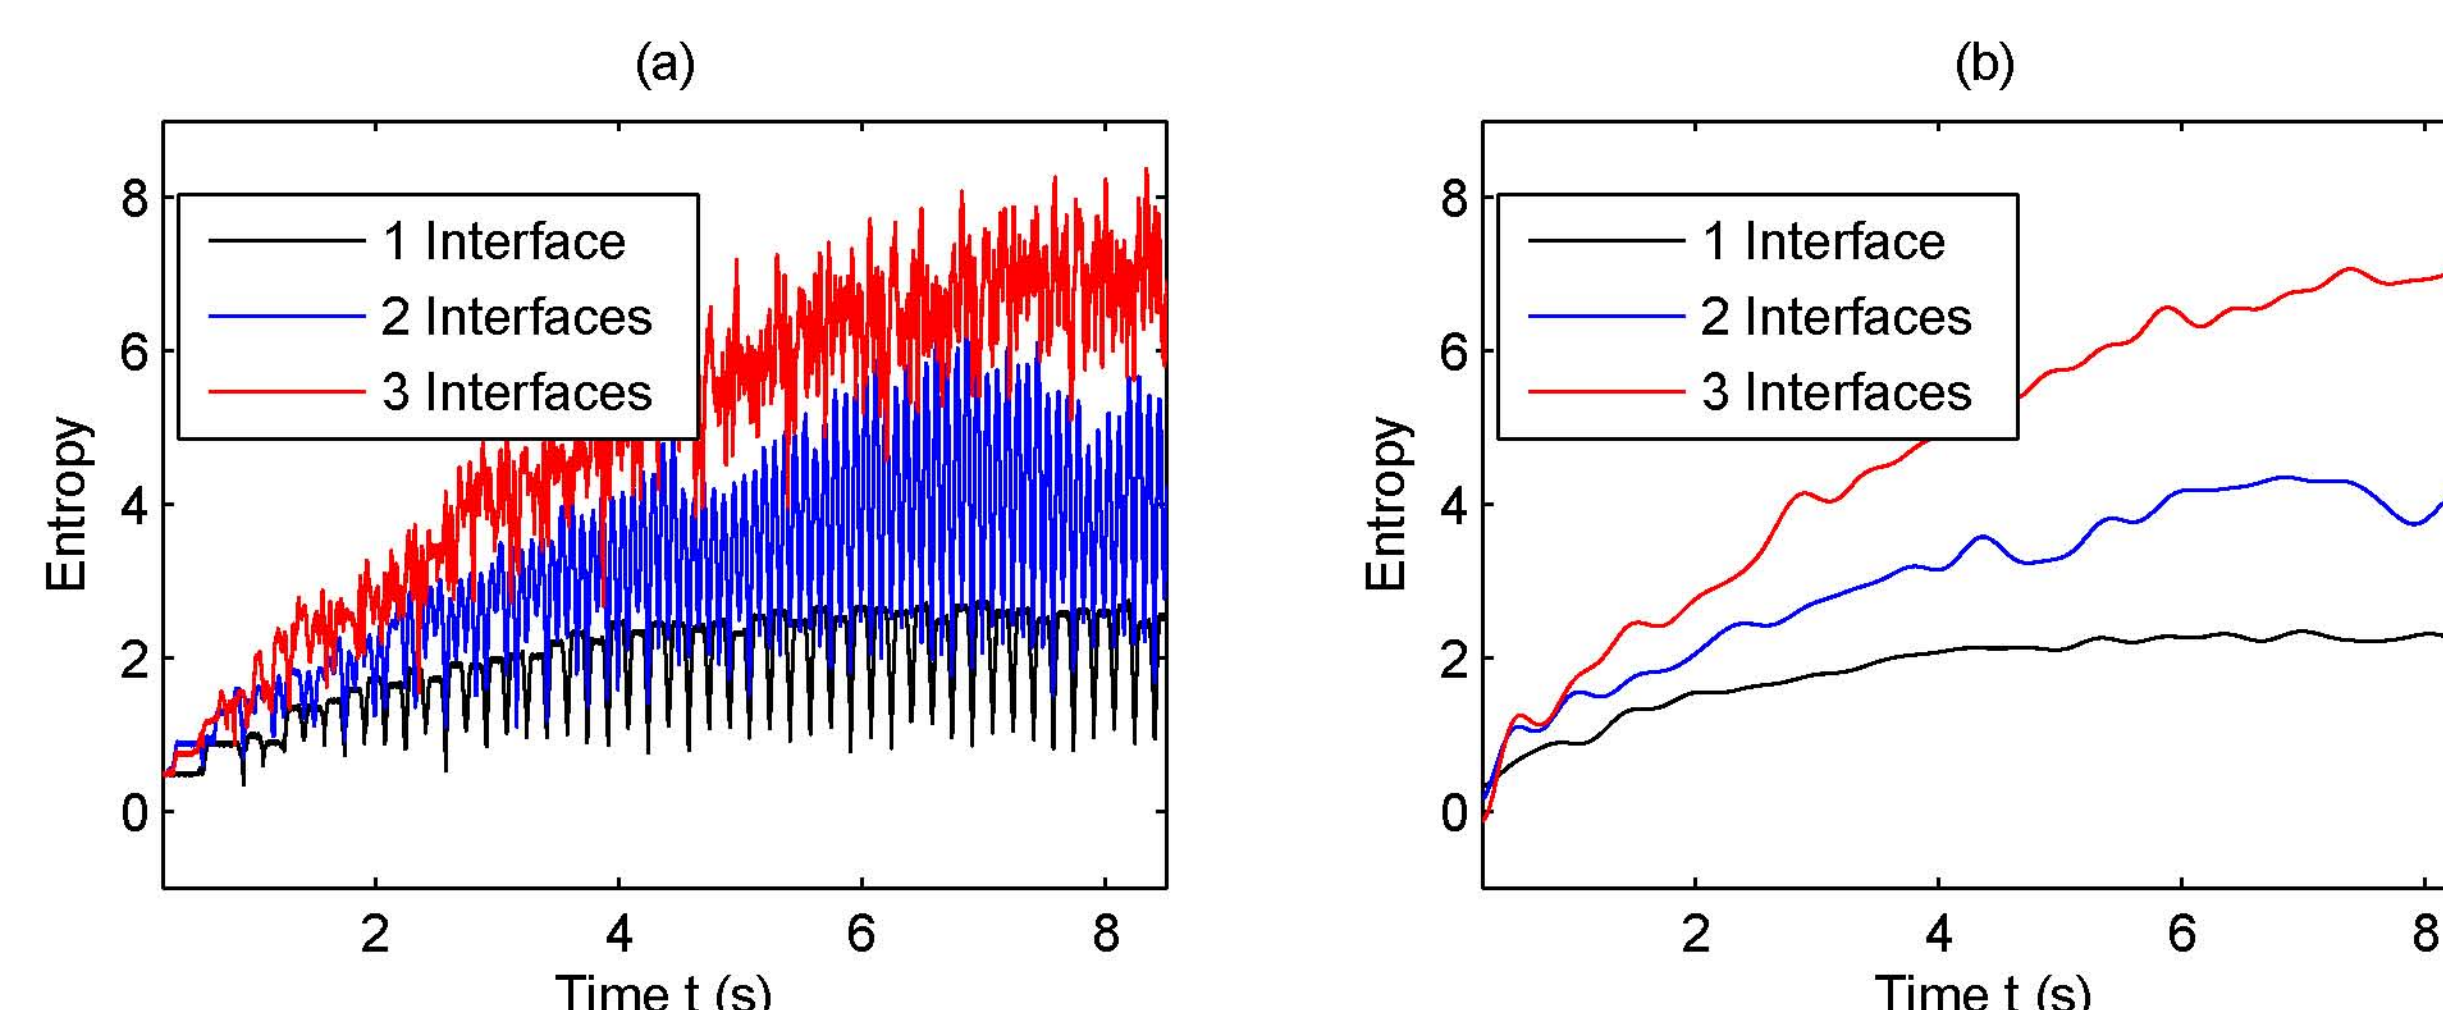 (a)
Entropy
8
6
4
2
0
1 Interface
2 Interfaces
3 Interfaces
2 4 6 8
Time t (s)
(b)
Entropy
8
6
4
2
0
1 Interface
2 Interfaces
3 Interfaces
2 4 6 8
Time t (s)